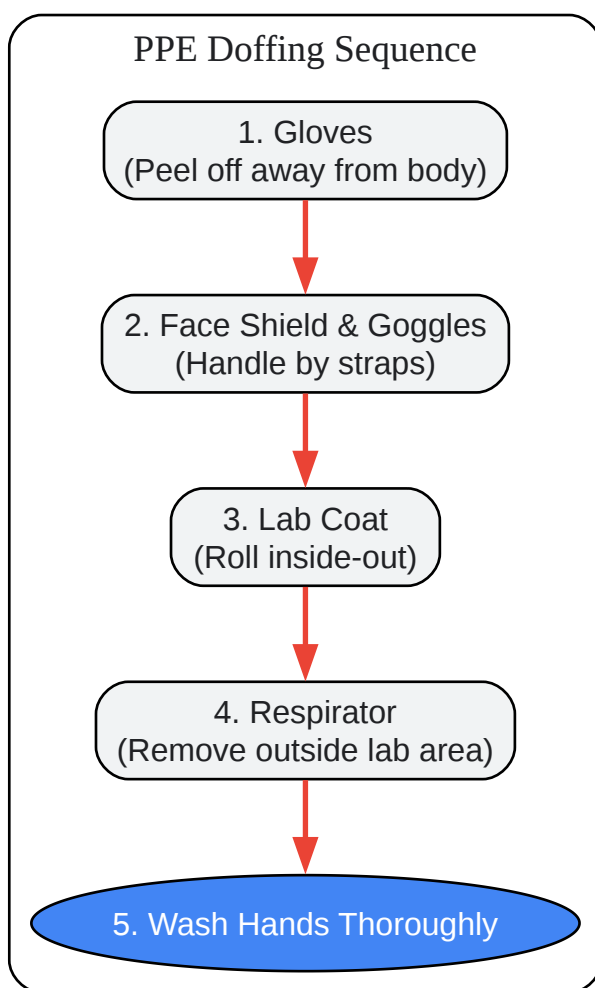 PPE Doffing Sequence
1. Gloves
(Peel off away from body)
2. Face Shield & Goggles
(Handle by straps)
3. Lab Coat
(Roll inside-out)
4. Respirator
(Remove outside lab area)
5. Wash Hands Thoroughly